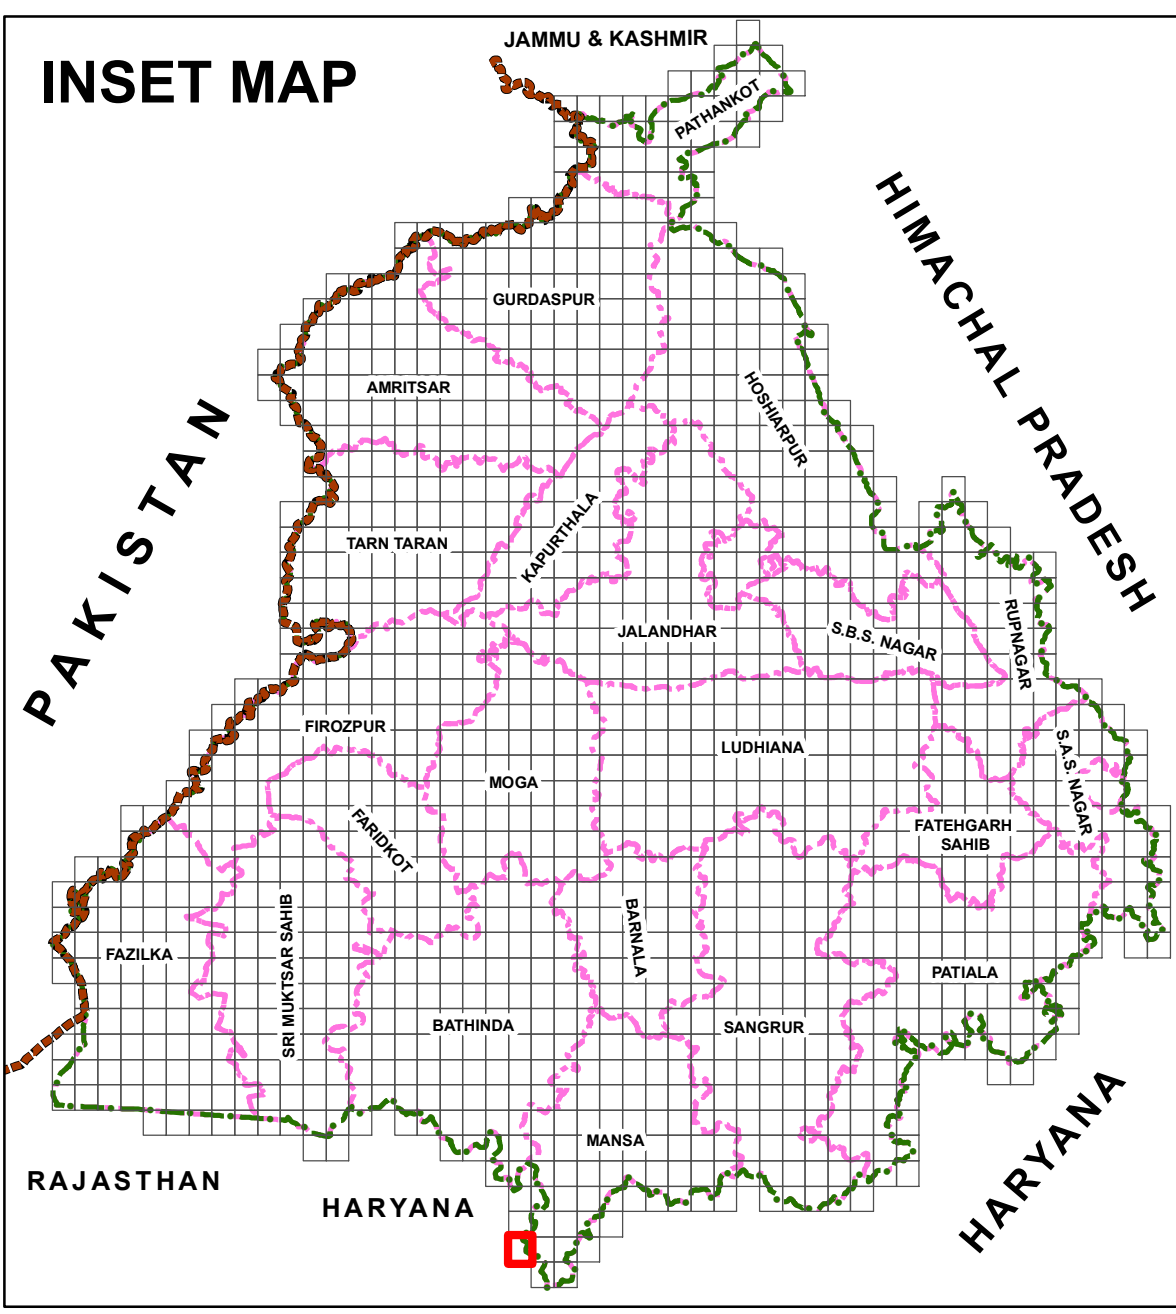 JAMMU & KASHMIR
INSET MAP
PATHANKOT
HIMACHAL PRADESH
GURDASPUR
AMRITSAR
HOSHIARPUR
PAKISTAN
KAPURTHALA
TARN TARAN
JALANDHAR
S.B.S. NAGAR
RUPNAGAR
FIROZPUR
LUDHIANA
S.A.S. NAGAR
MOGA
FARIDKOT
FATEHGARH
SAHIB
BARNALA
SRI MUKTSAR SAHIB
FAZILKA
PATIALA
BATHINDA
SANGRUR
MANSA
HARYANA
RAJASTHAN
HARYANA